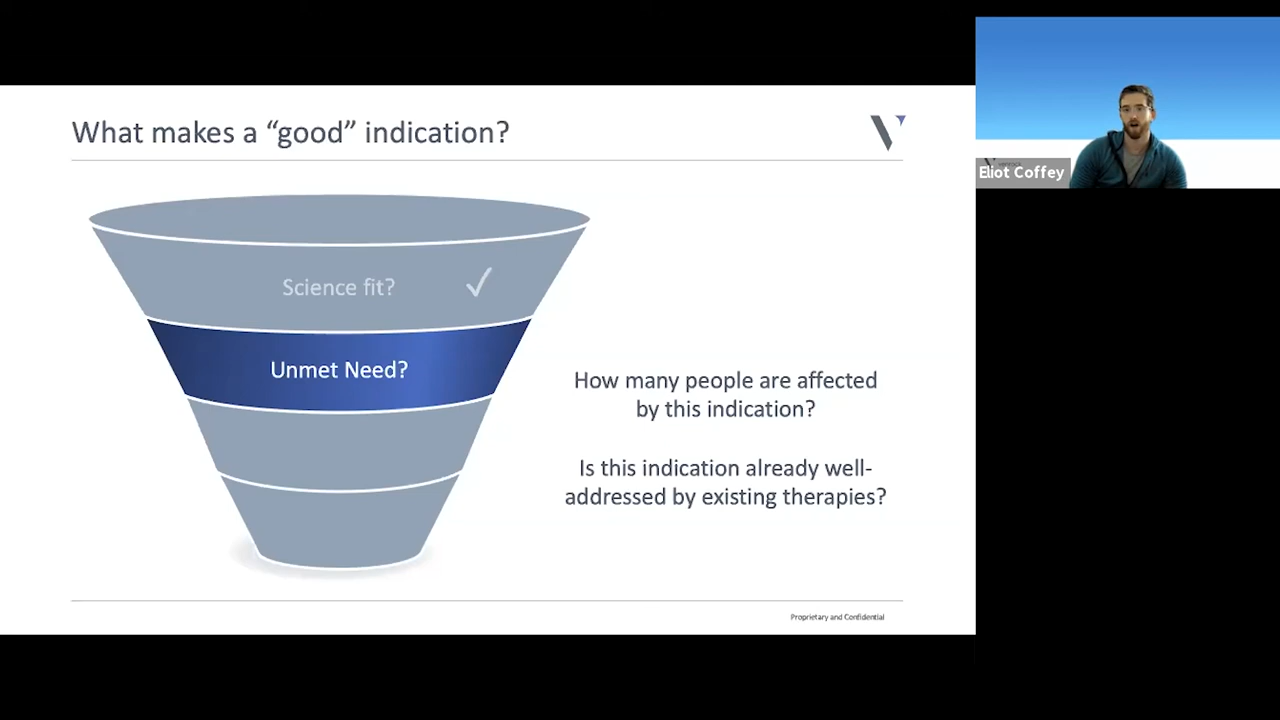 What makes a “good” indication?
Science fit?
Unmet Need?
How many people are affected
by this indication?
Is this indication already well-
addressed by existing therapies?
Proprietary and Confidential
Eliot Coffey